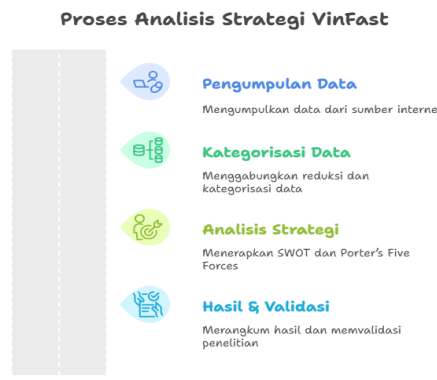 Proses Analisis Strategi VinFast
Pengumpulan Data
Mengumpulkan data dari sumber interne
Kategorisasi Data
Menggabungkan reduksi dan
kategorisasi data
Analisis Strategi
Menerapkan SWOT dan Porter's Five
Forces
Hasil & Validasi
Merangkum hasil dan memvalidasi
penelitian